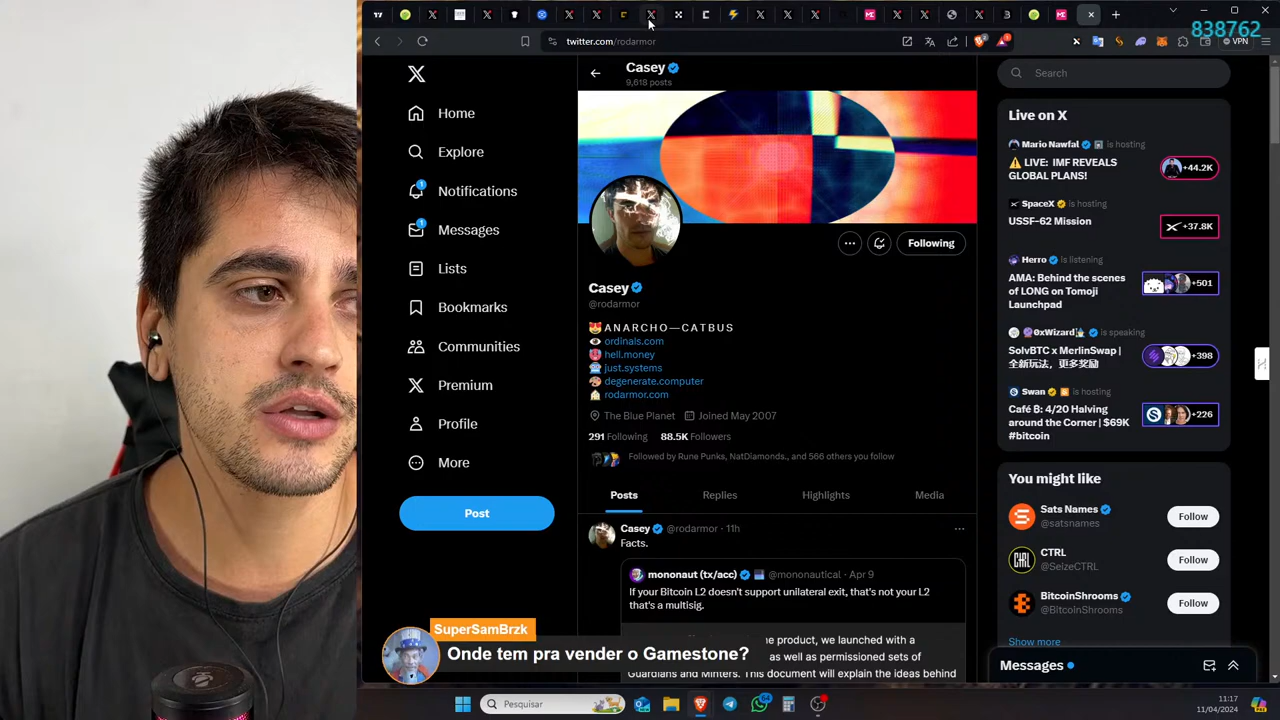 838762
twitter.com/rodarmor
VPN
Casey
9,618 posts
Search
Home
Explore
Notifications
Messages
Lists
Bookmarks
Communities
Premium
Profile
More
Post
Following
Casey
@rodarmor
ANARCHO—CATBUS
ordinals.com
hell.money
just.systems
degenerate.computer
rodarmor.com
The Blue Planet Joined May 2007
291 Following 88.5K Followers
Followed by Rune Punks, NatDiamonds., and 566 others you follow
Posts Replies Highlights Media
Casey @rodarmor · 11h
Facts.
mononaut (tx/acc) @mononautical · Apr 9
If your Bitcoin L2 doesn't support unilateral exit, that's not your L2
that's a multisig.
he product, we launched with a
as well as permissioned sets of
Guardians and Minters. This document will explain the ideas behind
Live on X
Mario Nawfal is hosting
LIVE: IMF REVEALS
GLOBAL PLANS!
+44.2K
SpaceX is hosting
USSF-62 Mission
+37.8K
Herro is listening
AMA: Behind the scenes
of LONG on Tomoji
Launchpad
+501
0xWizard is speaking
SolvBTC x MerlinSwap |
全新玩法，更多奖励
+398
Swan is hosting
Café B: 4/20 Halving
around the Corner | $69K
#bitcoin
+226
You might like
Sats Names
@satsnames
Follow
CTRL
@SeizeCTRL
Follow
BitcoinShrooms
@BitcoinShrooms
Follow
Show more
Messages
SuperSamBrzk
Onde tem pra vender o Gamestone?
Pesquisar
11:17
11/04/2024